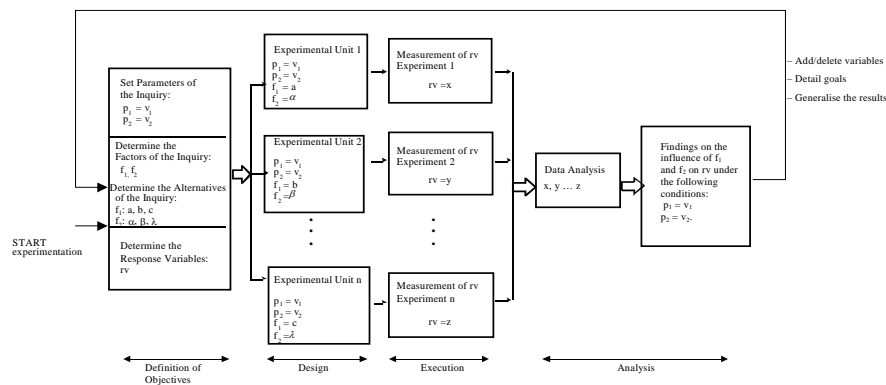 Set Parameters of
the Inquiry:
p₁ = v₁
p₂ = v₂
Determine the
Factors of the Inquiry:
f₁, f₂
Determine the Alternatives
of the Inquiry:
f₁: a, b, c
f₂: α, β, λ
Determine the
Response Variables:
rv
START
experimentation
Experimental Unit 1
p₁ = v₁
p₂ = v₂
f₁ = a
f₂ = α
Experimental Unit 2
p₁ = v₁
p₂ = v₂
f₁ = b
f₂ = β
Experimental Unit n
p₁ = v₁
p₂ = v₂
f₁ = c
f₂ = λ
Measurement of rv
Experiment 1
rv =x
Measurement of rv
Experiment 2
rv =y
Measurement of rv
Experiment n
rv =z
Data Analysis
x, y ... z
Findings on the
influence of f₁
and f₂ on rv under
the following
conditions:
p₁ = v₁
p₂ = v₂.
– Add/delete variables
– Detail goals
– Generalise the results
Definition of
Objectives
Design
Execution
Analysis